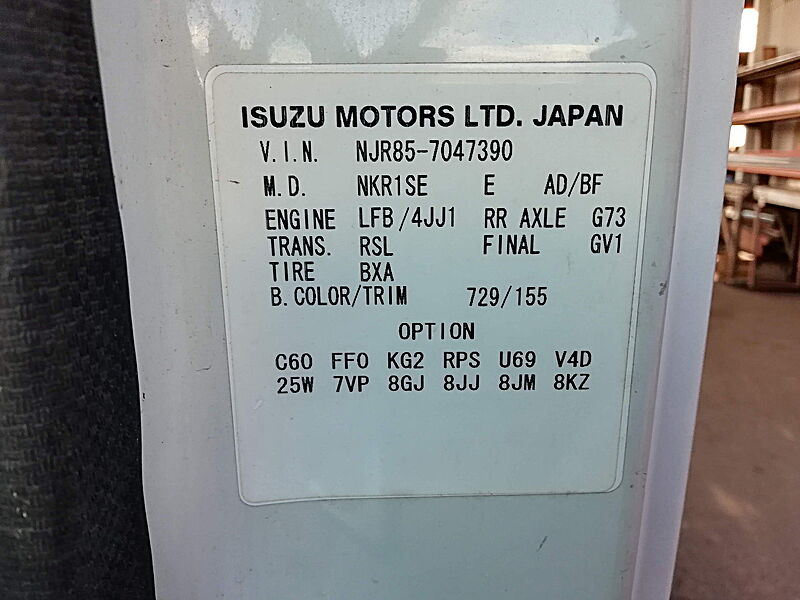 ISUZU MOTORS LTD. JAPAN
V.I.N. NJR85-7047390
M.D. NKR1SE E AD/BF
ENGINE LFB/4JJ1 RR AXLE G73
TRANS. RSL FINAL GV1
TIRE BXA
B.COLOR/TRIM 729/155
OPTION
C60 FF0 KG2 RPS U69 V4D
25W 7VP 8GJ 8JJ 8JM 8KZ